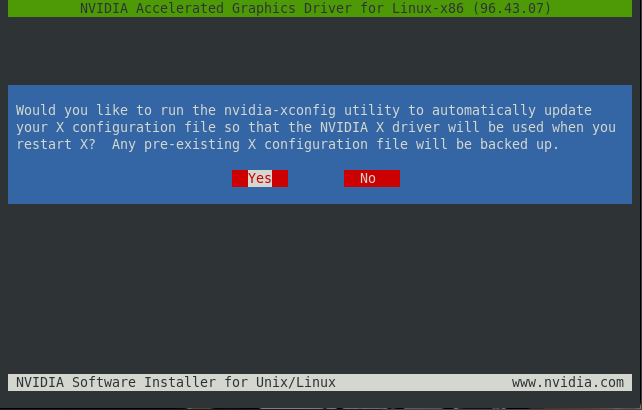 NVIDIA Accelerated Graphics Driver for Linux-x86 (96.43.07)
Would you like to run the nvidia-xconfig utility to automatically update
your X configuration file so that the NVIDIA X driver will be used when you
restart X?  Any pre-existing X configuration file will be backed up.
Yes No
NVIDIA Software Installer for Unix/Linux www.nvidia.com